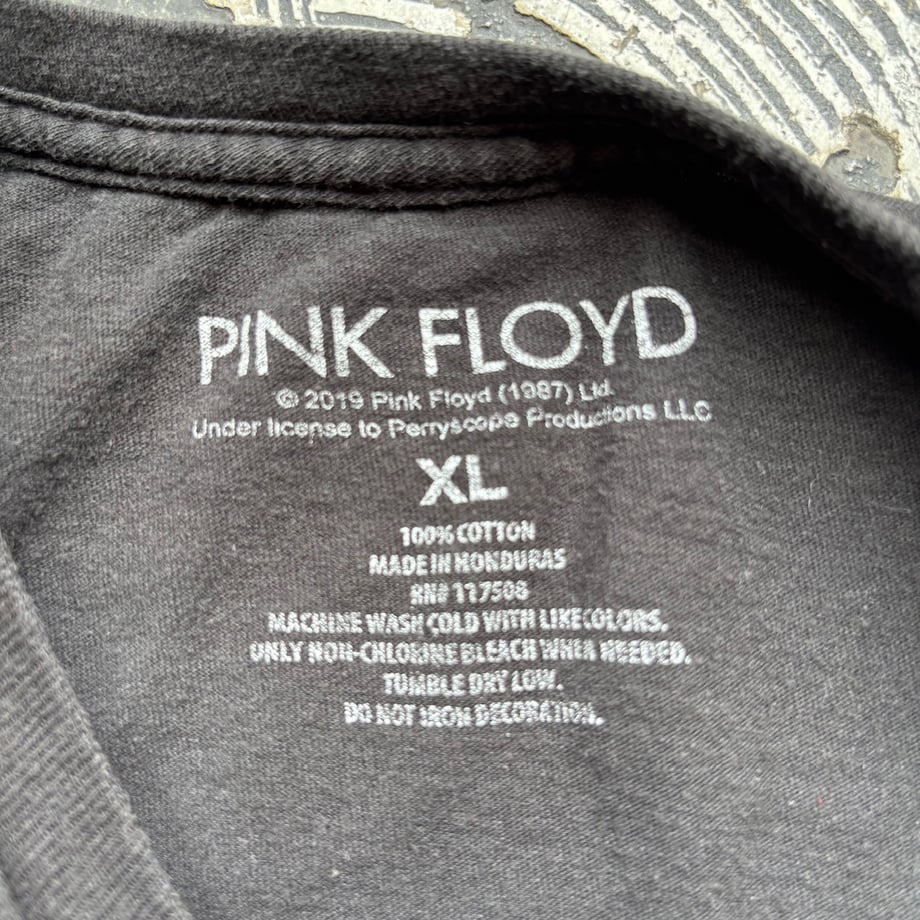 PINK FLOYD
© 2019 Pink Floyd (1987) Ltd.
Under license to Perryscope Productions LLC
XL
100% COTTON
MADE IN HONDURAS
RN# 117508
MACHINE WASH COLD WITH LIKE COLORS.
ONLY NON-CHLORINE BLEACH WHEN NEEDED.
TUMBLE DRY LOW.
DO NOT IRON DECORATION.